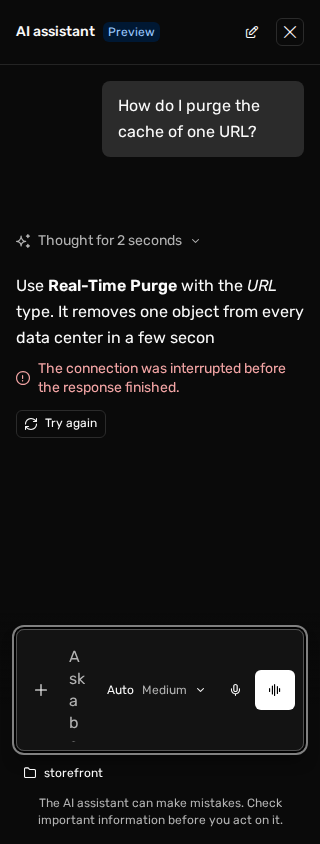 AI assistant Preview
How do I purge the
cache of one URL?
Thought for 2 seconds
Use Real-Time Purge with the URL
type. It removes one object from every
data center in a few secon
The connection was interrupted before
the response finished.
Try again
A
sk
a
b
Auto Medium
storefront
The AI assistant can make mistakes. Check
important information before you act on it.